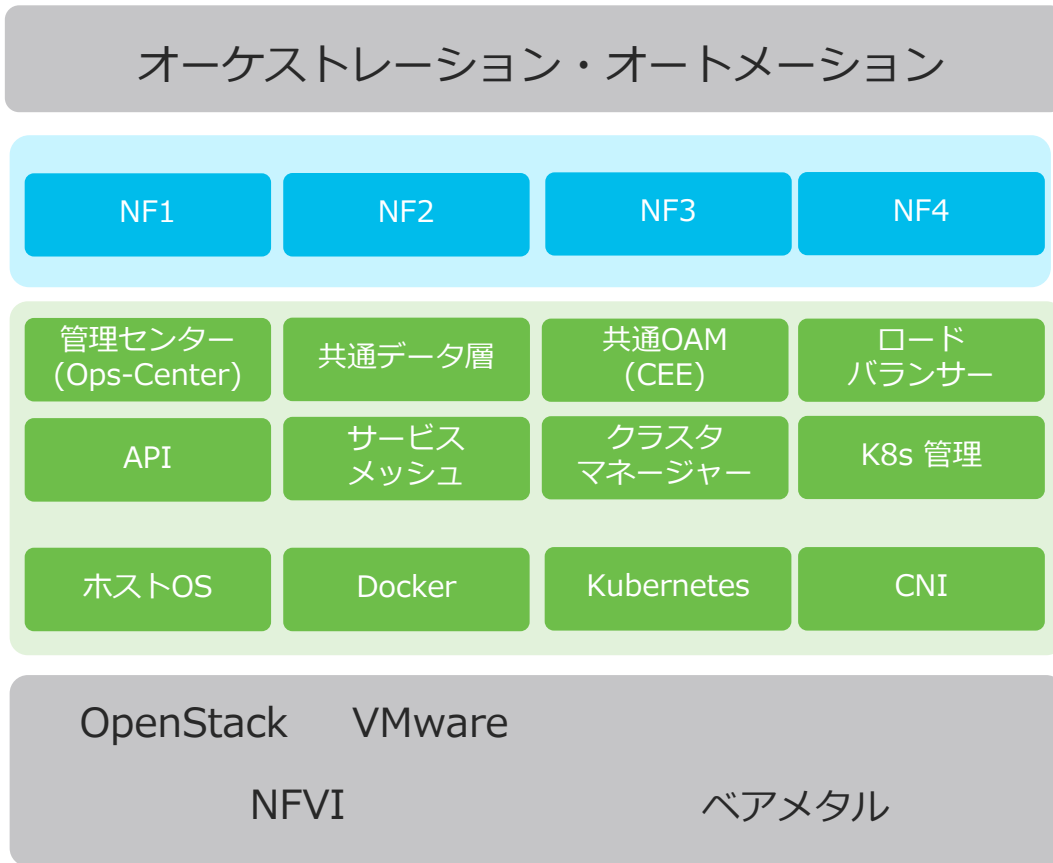 オーケストレーション・オートメーション
NF1
NF2
NF3
NF4
管理センター
(Ops-Center)
共通データ層
共通OAM
(CEE)
ロード
バランサー
API
サービス
メッシュ
クラスタ
マネージャー
K8s 管理
ホストOS
Docker
Kubernetes
CNI
OpenStack
VMware
NFVI
ベアメタル